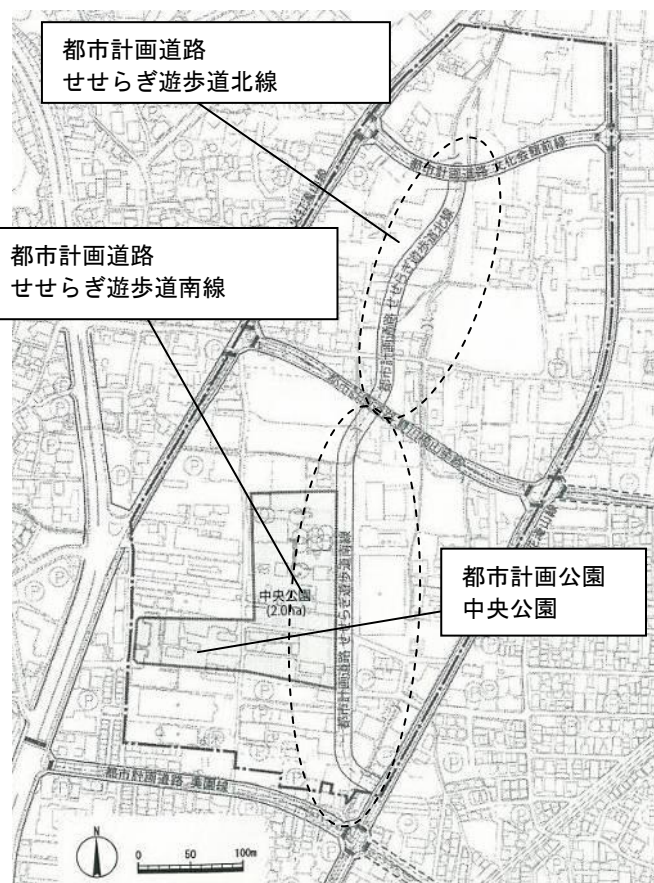 都市計画道路
せせらぎ遊歩道北線
都市計画道路 文化会館前線
都市計画道路 せせらぎ遊歩道北線
都市計画道路
せせらぎ遊歩道南線
中央公園
(2.0ha)
都市計画道路 せせらぎ遊歩道南線
都市計画公園
中央公園
都市計画道路 美園線
N
0 50 100m